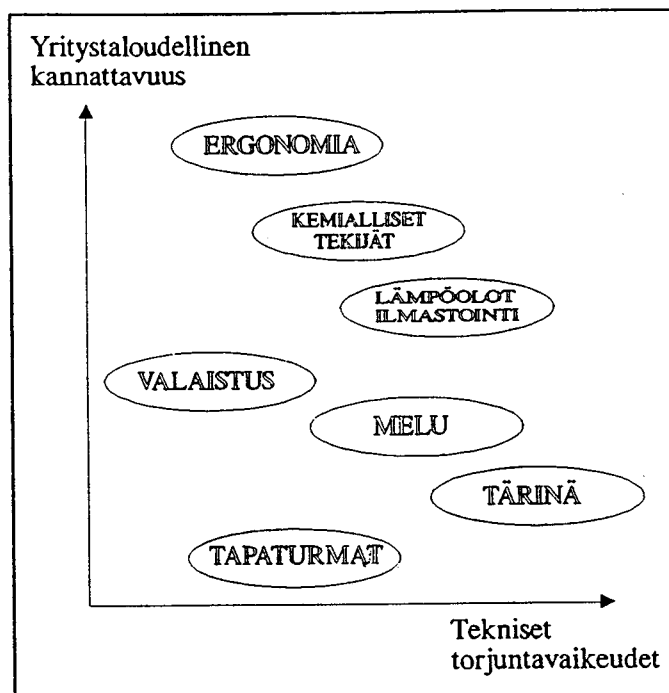 Yritystaloudellinen
kannattavuus
ERGONOMIA
KEMIALLISET
TEKIJÄT
LÄMPÖOLOT
ILMASTOINTI
VALAISTUS
MELU
TÄRINÄ
TAPATURMAT
Tekniset
torjuntavaikeudet